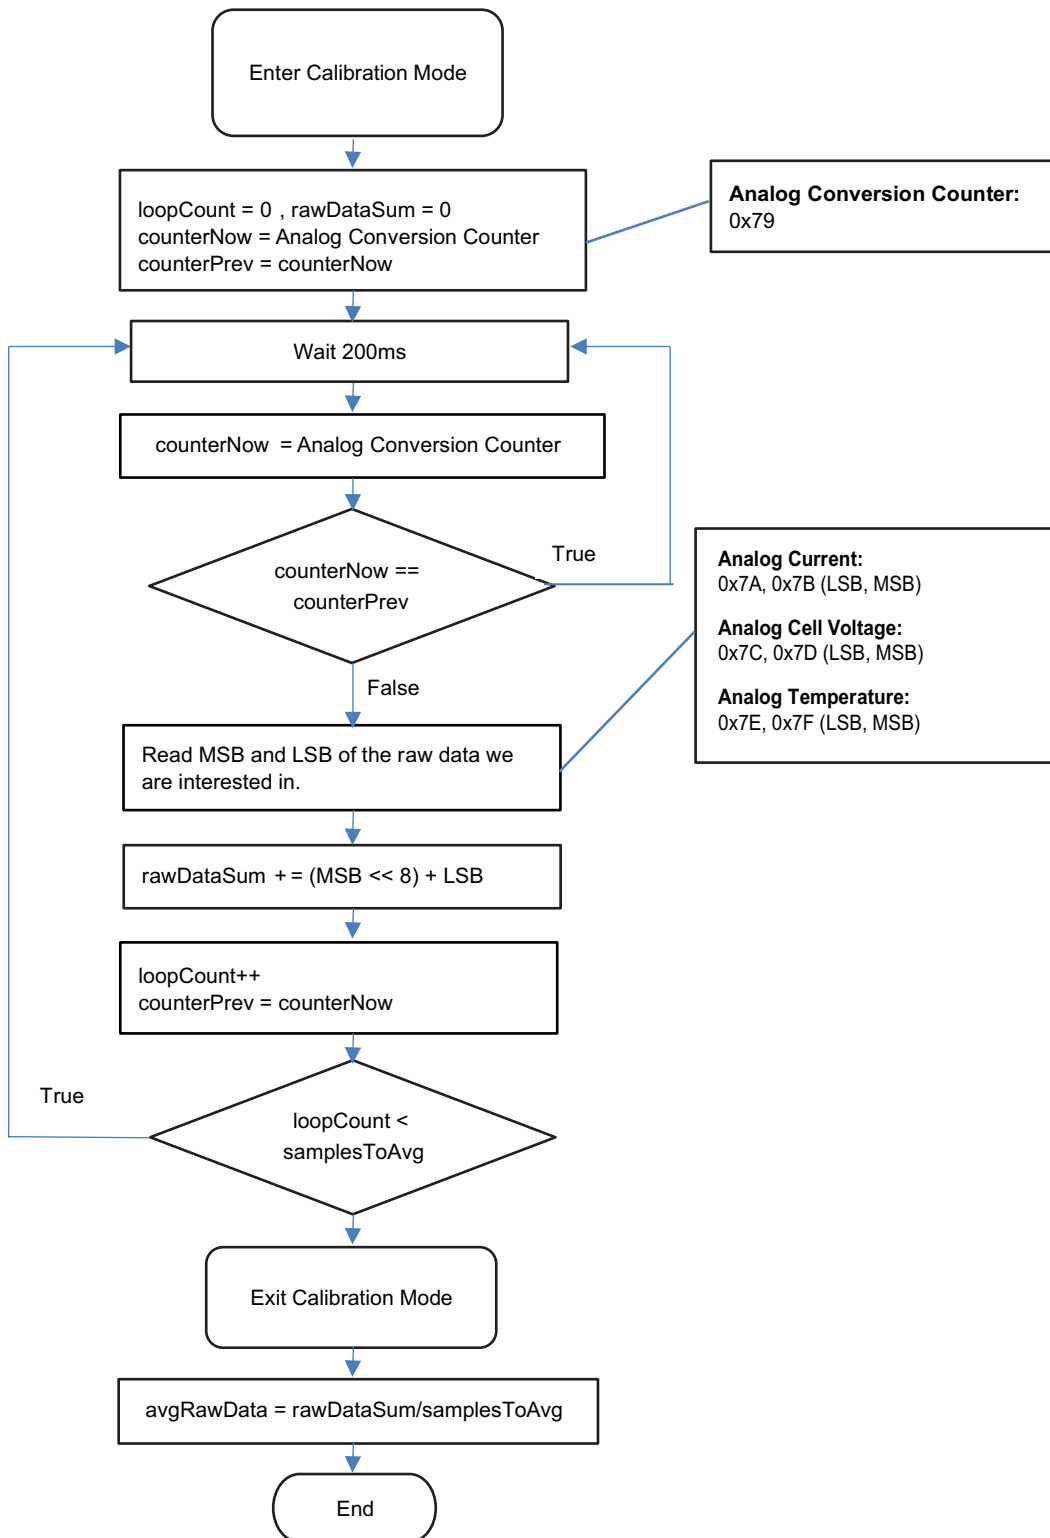 Enter Calibration Mode
loopCount = 0 , rawDataSum = 0
counterNow = Analog Conversion Counter
counterPrev = counterNow
Analog Conversion Counter:
0x79
Wait 200ms
counterNow = Analog Conversion Counter
counterNow ==
counterPrev
True
False
Analog Current:
0x7A, 0x7B (LSB, MSB)
Analog Cell Voltage:
0x7C, 0x7D (LSB, MSB)
Analog Temperature:
0x7E, 0x7F (LSB, MSB)
Read MSB and LSB of the raw data we
are interested in.
rawDataSum + = (MSB << 8) + LSB
loopCount++
counterPrev = counterNow
True
loopCount <
samplesToAvg
Exit Calibration Mode
avgRawData = rawDataSum/samplesToAvg
End